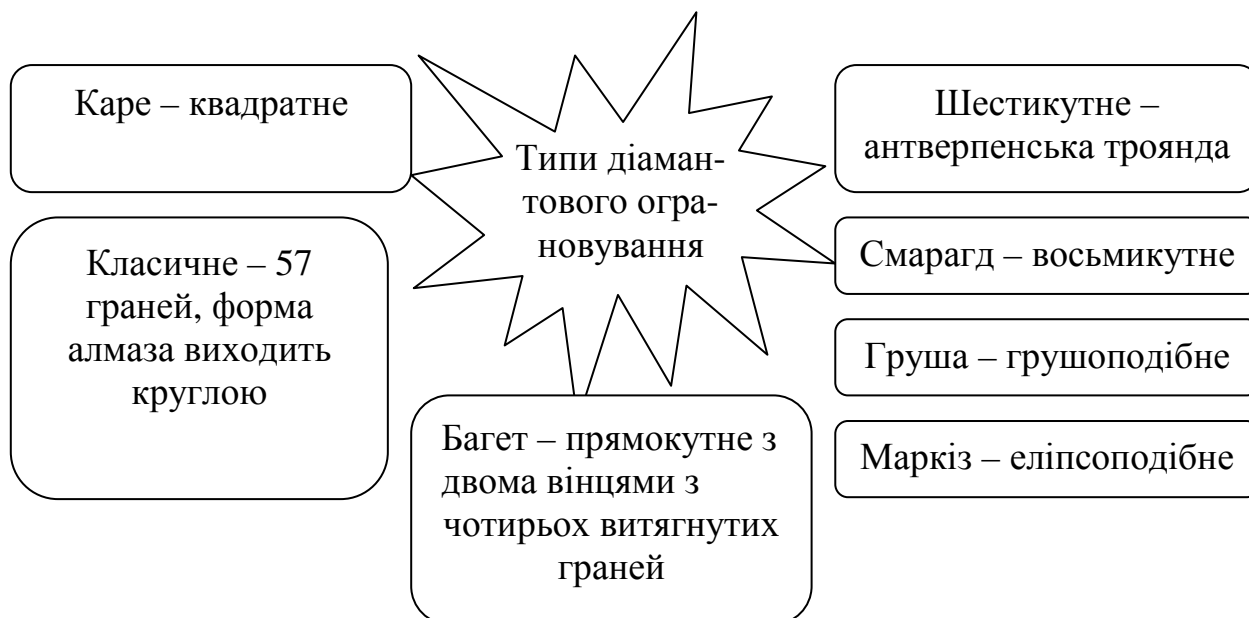 Каре – квадратне
Класичне – 57
граней, форма
алмаза виходить
круглою
Типи діаман-
тового огра-
новування
Багет – прямокутне з
двома вінцями з
чотирьох витягнутих
граней
Шестикутне –
антверпенська троянда
Смарагд – восьмикутне
Груша – грушоподібне
Маркіз – еліпсоподібне